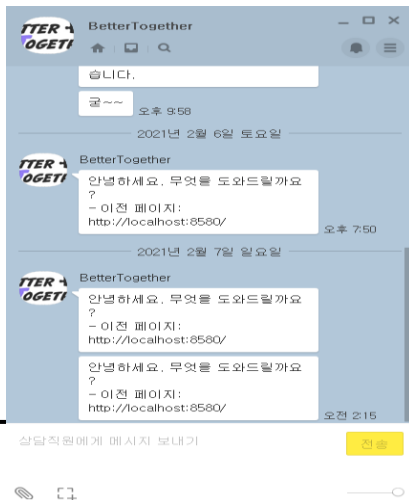 BetterTogether
습니다.
굳~~
오후 9:58
2021년 2월 6일 토요일
BetterTogether
안녕하세요, 무엇을 도와드릴까요
?
- 이전 페이지:
http://localhost:8580/
오후 7:50
2021년 2월 7일 일요일
BetterTogether
안녕하세요, 무엇을 도와드릴까요
?
- 이전 페이지:
http://localhost:8580/
안녕하세요, 무엇을 도와드릴까요
?
- 이전 페이지:
http://localhost:8580/
오전 2:15
상담직원에게 메시지 보내기
전송